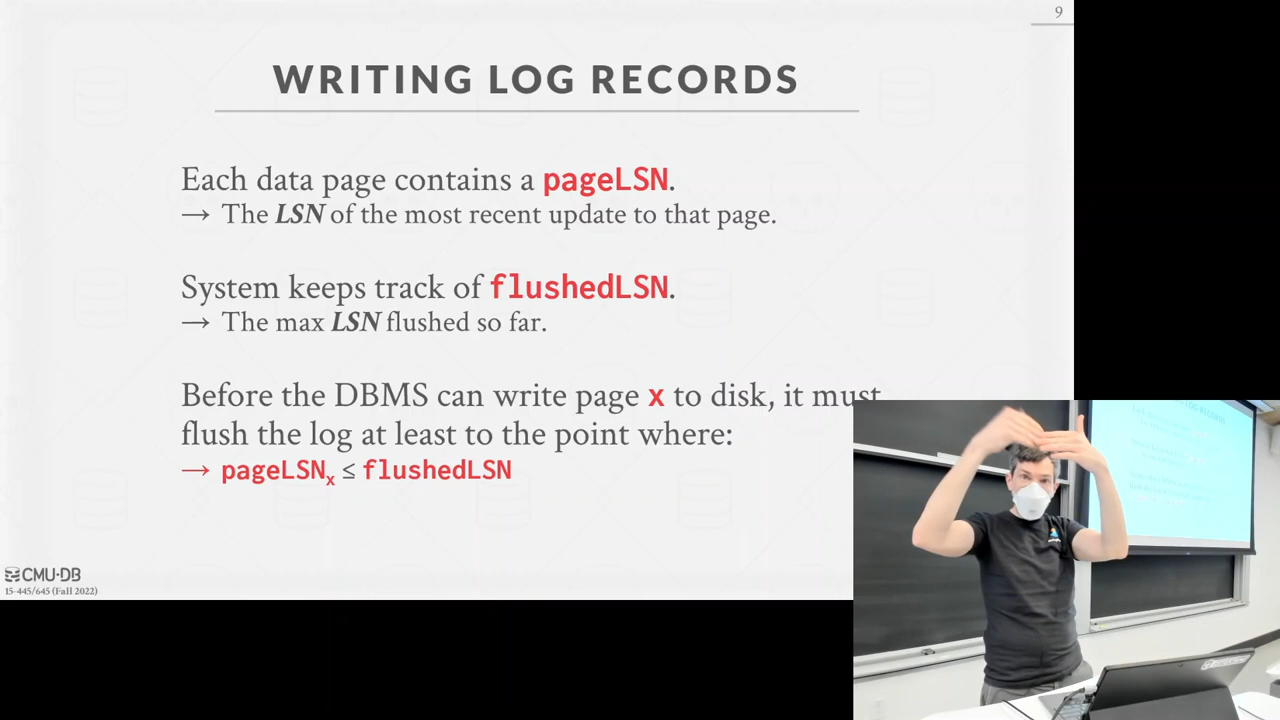 9
WRITING LOG RECORDS
Each data page contains a pageLSN.
→ The LSN of the most recent update to that page.
System keeps track of flushedLSN.
→ The max LSN flushed so far.
Before the DBMS can write page x to disk, it must
flush the log at least to the point where:
→ pageLSNx ≤ flushedLSN
CMU·DB
15-445/645 (Fall 2022)